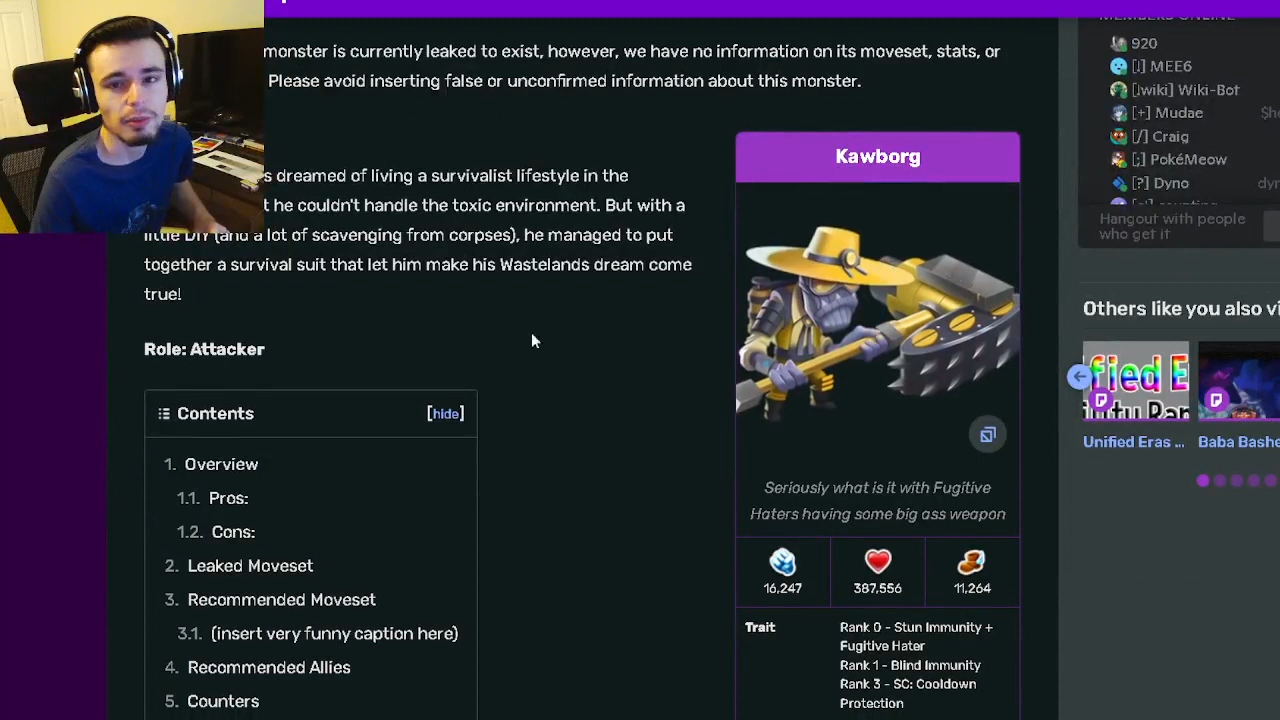 monster is currently leaked to exist, however, we have no information on its moveset, stats, or
Please avoid inserting false or unconfirmed information about this monster.
s dreamed of living a survivalist lifestyle in the
t he couldn't handle the toxic environment. But with a
little DIY (and a lot of scavenging from corpses), he managed to put
together a survival suit that let him make his Wastelands dream come
true!
Role: Attacker
Contents [hide]
1. Overview
1.1. Pros:
1.2. Cons:
2. Leaked Moveset
3. Recommended Moveset
3.1. (insert very funny caption here)
4. Recommended Allies
5. Counters
Kawborg
Seriously what is it with Fugitive
Haters having some big ass weapon
16,247 387,556 11,264
Trait
Rank 0 - Stun Immunity +
Fugitive Hater
Rank 1 - Blind Immunity
Rank 3 - SC: Cooldown
Protection
MEMBERS ONLINE
920
[!] MEE6
[!wiki] Wiki-Bot
[+] Mudae $h
[/] Craig
[;] PokéMeow
[?] Dyno dyn
Hangout with people
who get it
Others like you also vi
fied E
Unified Eras ...
Baba Bashe